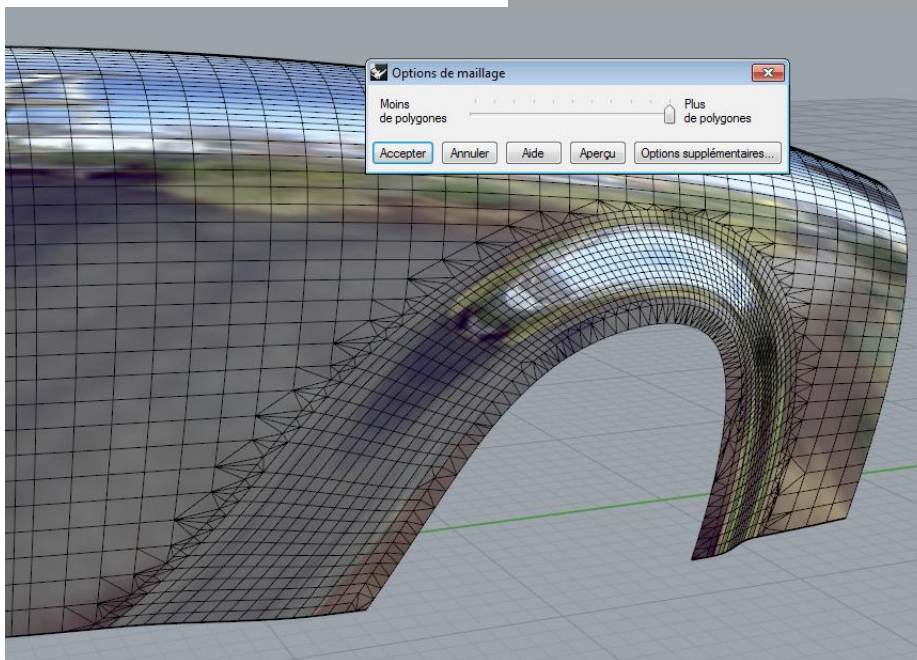 Options de maillage
Moins
de polygones
Plus
de polygones
Accepter Annuler Aide Aperçu Options supplémentaires...